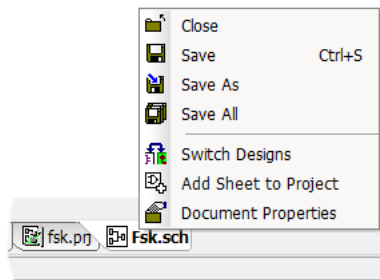 Close
Save Ctrl+S
Save As
Save All
Switch Designs
Add Sheet to Project
Document Properties
fsk.prj Fsk.sch